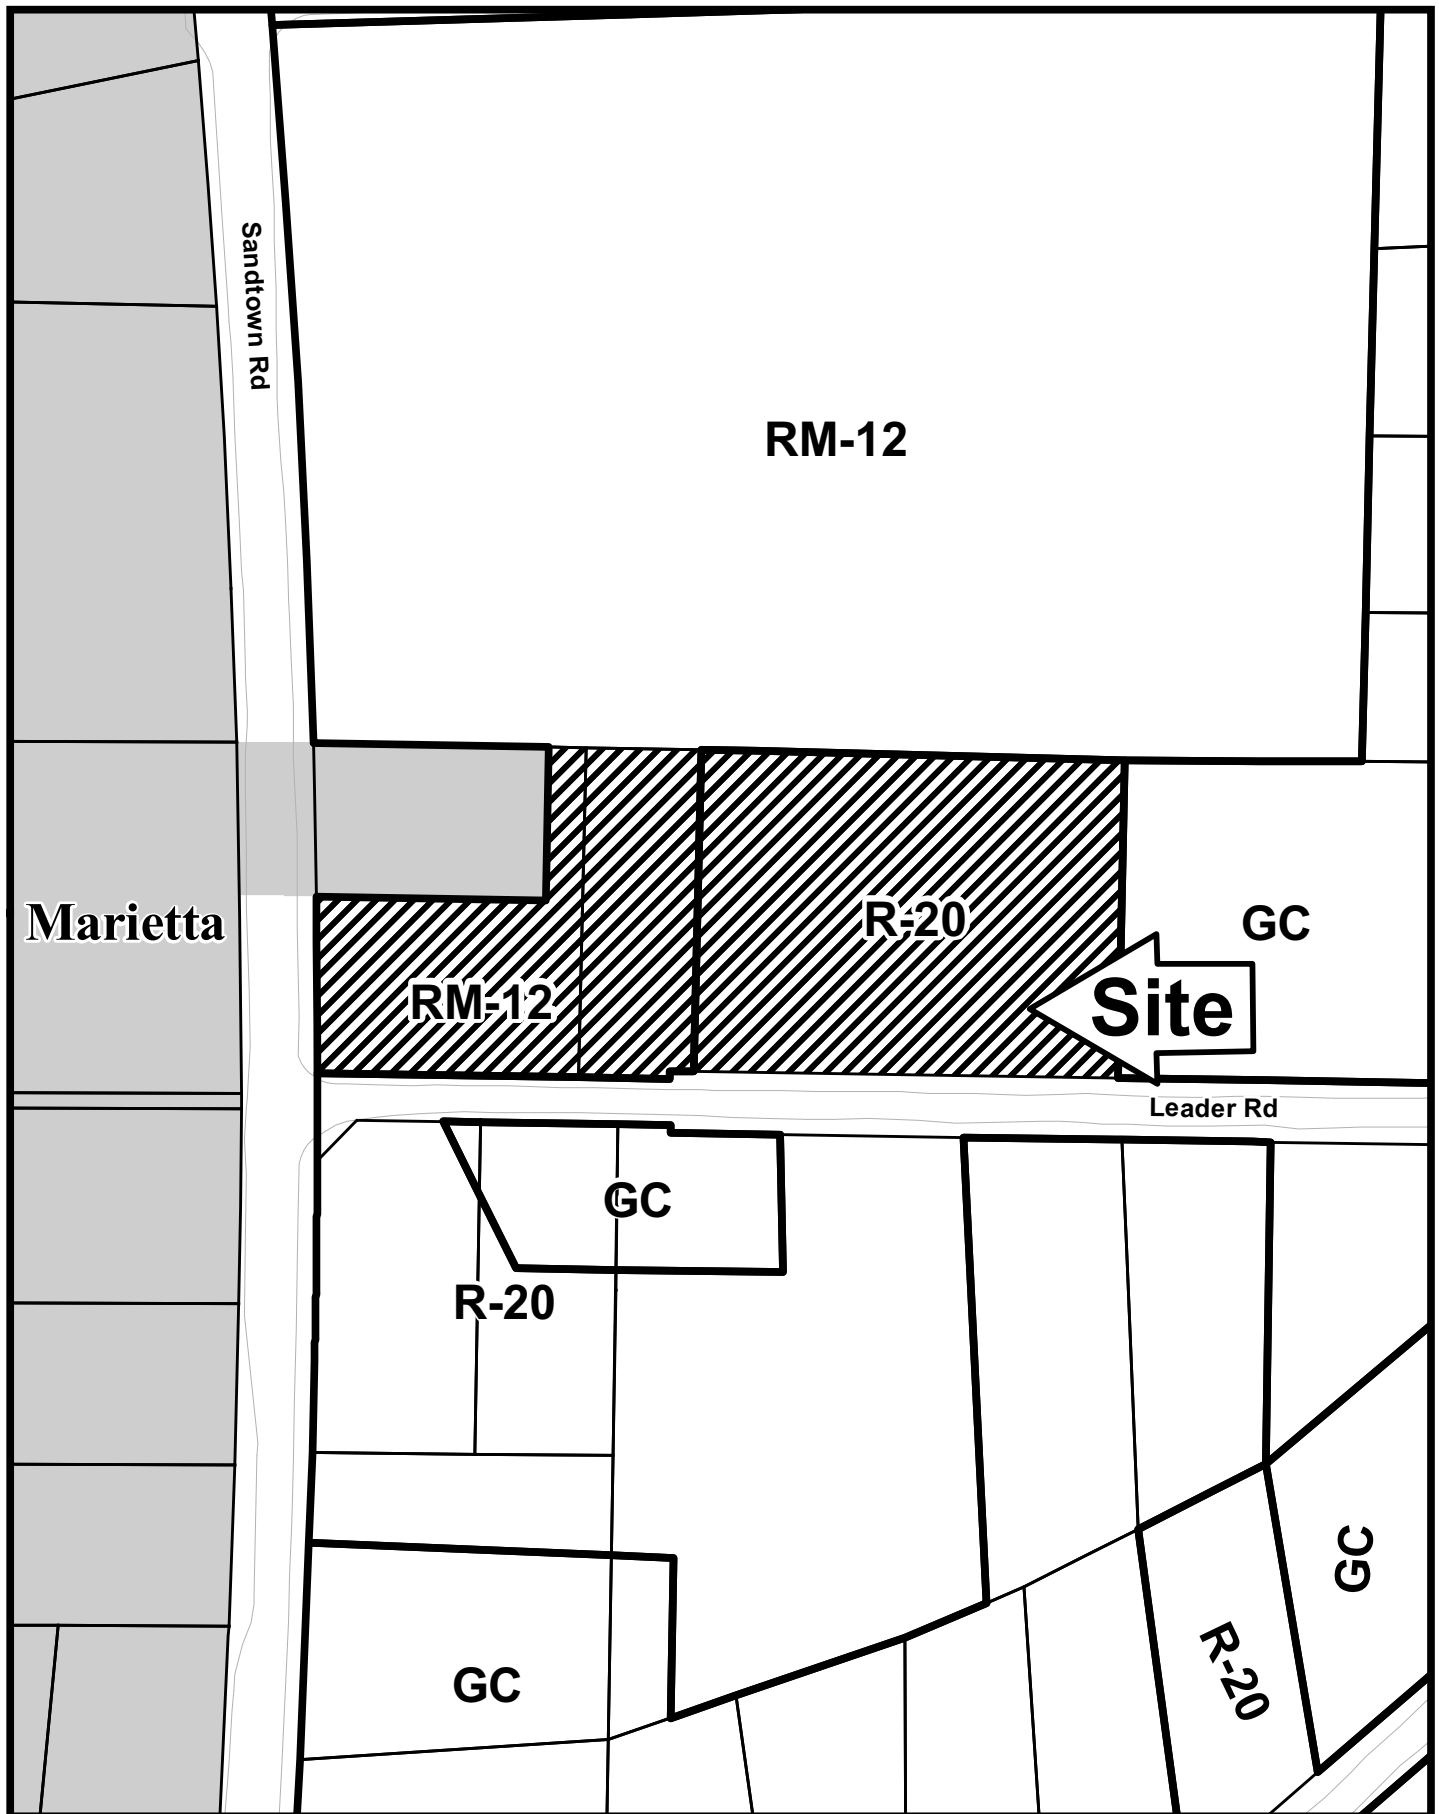 Sandtown Rd
RM-12
Marietta
R-20
GC
RM-12
Site
Leader Rd
GC
R-20
GC
R-20
GC